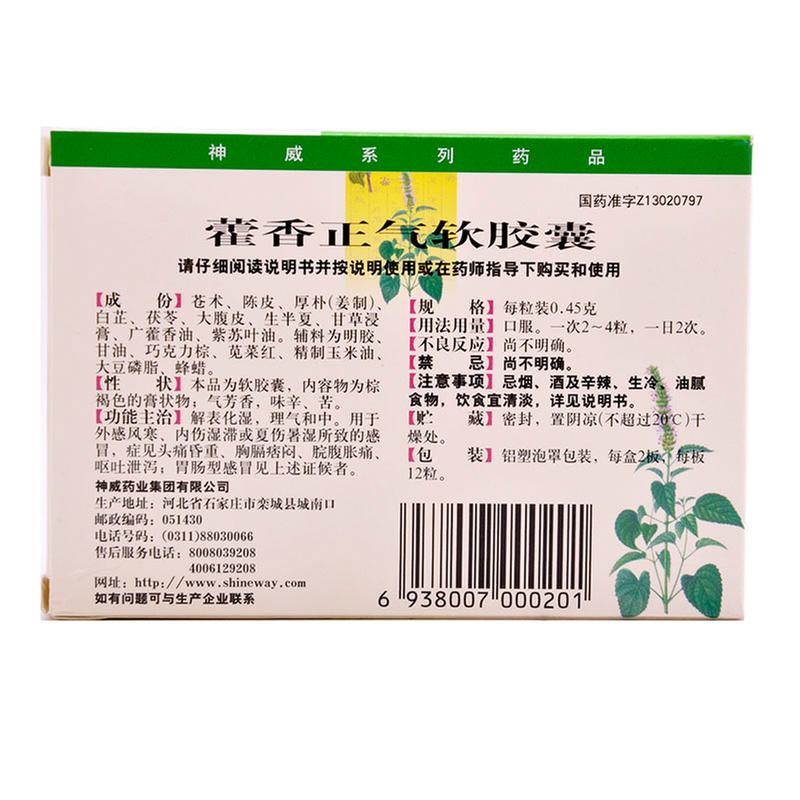 神威系列药品
国药准字Z13020797
藿香正气软胶囊
请仔细阅读说明书并按说明使用或在药师指导下购买和使用
【成份】苍术、陈皮、厚朴(姜制)、
白芷、茯苓、大腹皮、生半夏、甘草浸
膏、广藿香油、紫苏叶油。辅料为明胶、
甘油、巧克力棕、苋菜红、精制玉米油、
大豆磷脂、蜂蜡。
【性状】本品为软胶囊，内容物为棕
褐色的膏状物；气芳香，味辛、苦。
【功能主治】解表化湿，理气和中。用于
外感风寒、内伤湿滞或夏伤暑湿所致的感
冒，症见头痛昏重、胸膈痞闷、脘腹胀痛、
呕吐泄泻；胃肠型感冒见上述证候者。
神威药业集团有限公司
生产地址：河北省石家庄市栾城县城南口
邮政编码：051430
电话号码：(0311)88030066
售后服务电话：8008039208
4006129208
网址：http://www.shineway.com
如有问题可与生产企业联系
【规格】每粒装0.45克
【用法用量】口服。一次2～4粒，一日2次。
【不良反应】尚不明确。
【禁忌】尚不明确。
【注意事项】忌烟、酒及辛辣、生冷、油腻
食物，饮食宜清淡，详见说明书。
【贮藏】密封，置阴凉(不超过20℃)干
燥处。
【包装】铝塑泡罩包装，每盒2板，每板
12粒。
6 938007 000201